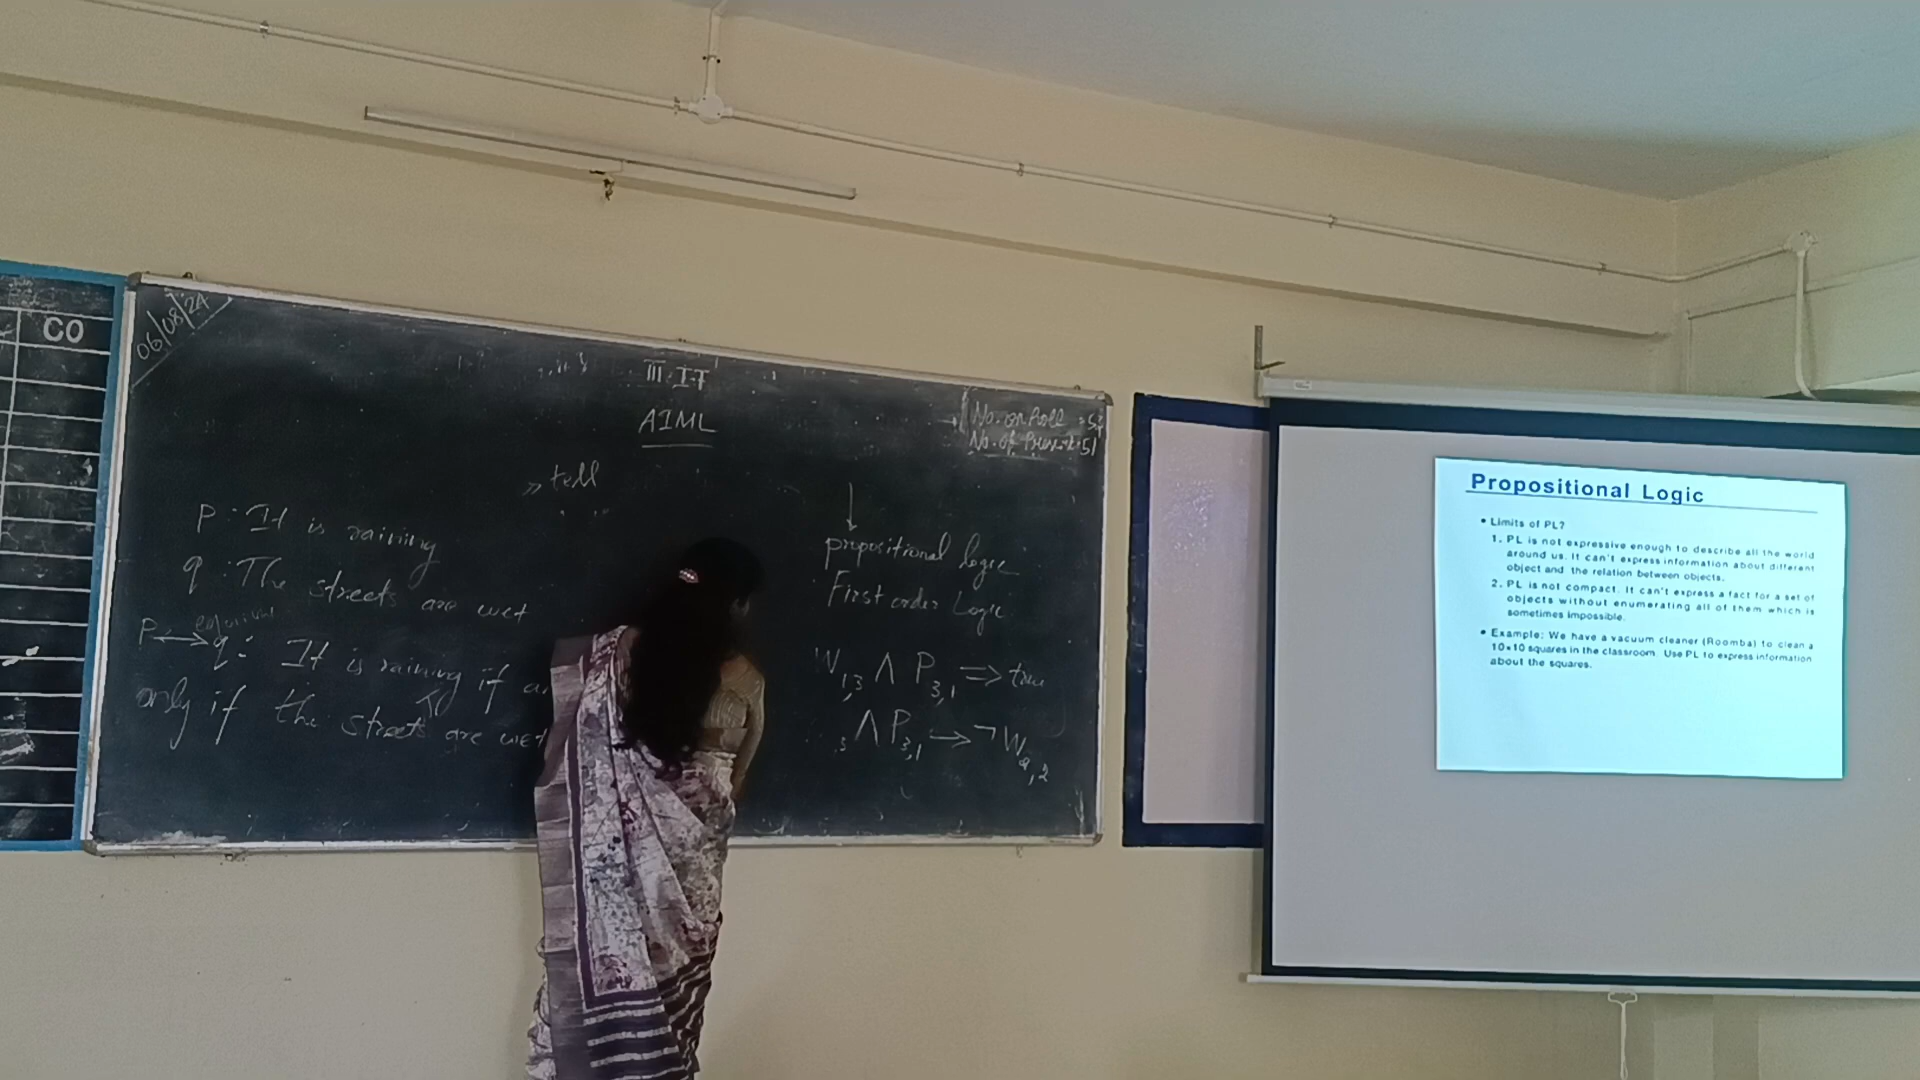 CO
06/08/24
III-IT
AIML
No. on Roll
No. of Present: 51
tell
p: It is raining
q: The streets are wet
P↔q: It is raining if
only if the streets are wet
propositional logic
First order Logic
W1,3 ∧ P3,1 ⇒ true
3 ∧ P3,1 → ¬W2,2
Propositional Logic
• Limits of PL?
1. PL is not expressive enough to describe all the world
around us. It can't express information about different
object and the relation between objects.
2. PL is not compact. It can't express a fact for a set of
objects without enumerating all of them which is
sometimes impossible.
• Example: We have a vacuum cleaner (Roomba) to clean a
10×10 squares in the classroom. Use PL to express information
about the squares.